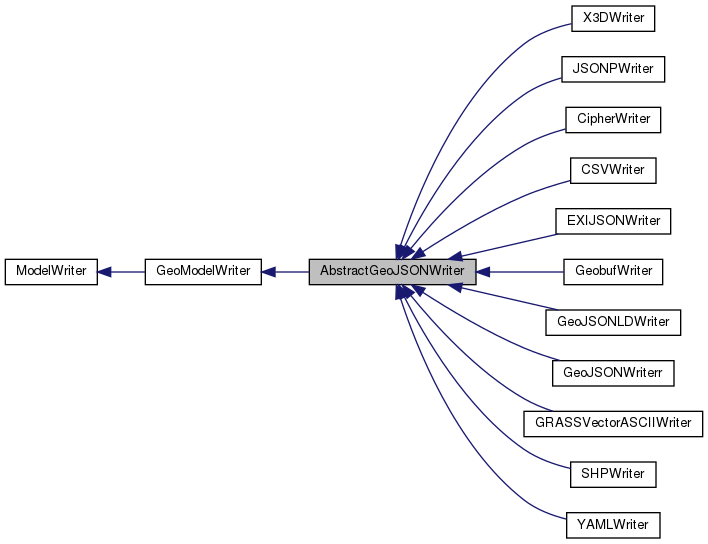 X3DWriter
JSONPWriter
CipherWriter
CSVWriter
EXIJSONWriter
ModelWriter
GeoModelWriter
AbstractGeoJSONWriter
GeobufWriter
GeoJSONLDWriter
GeoJSONWriterr
GRASSVectorASCIIWriter
SHPWriter
YAMLWriter